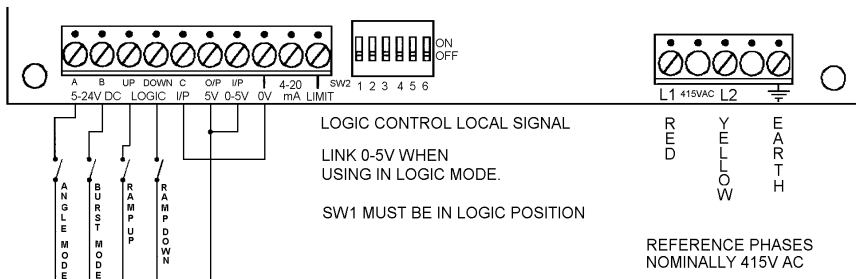 A B UP DOWN C O/P I/P 4-20
5-24V DC LOGIC I/P 5V 0-5V 0V mA LIMIT
SW2
ON
OFF
1 2 3 4 5 6
L1 415VAC L2
RED
YELLOW
EARTH
LOGIC CONTROL LOCAL SIGNAL
LINK 0-5V WHEN
USING IN LOGIC MODE.
SW1 MUST BE IN LOGIC POSITION
ANGLE MODE
BURST MODE
RAMP UP
RAMP DOWN
REFERENCE PHASES
NOMINALLY 415V AC